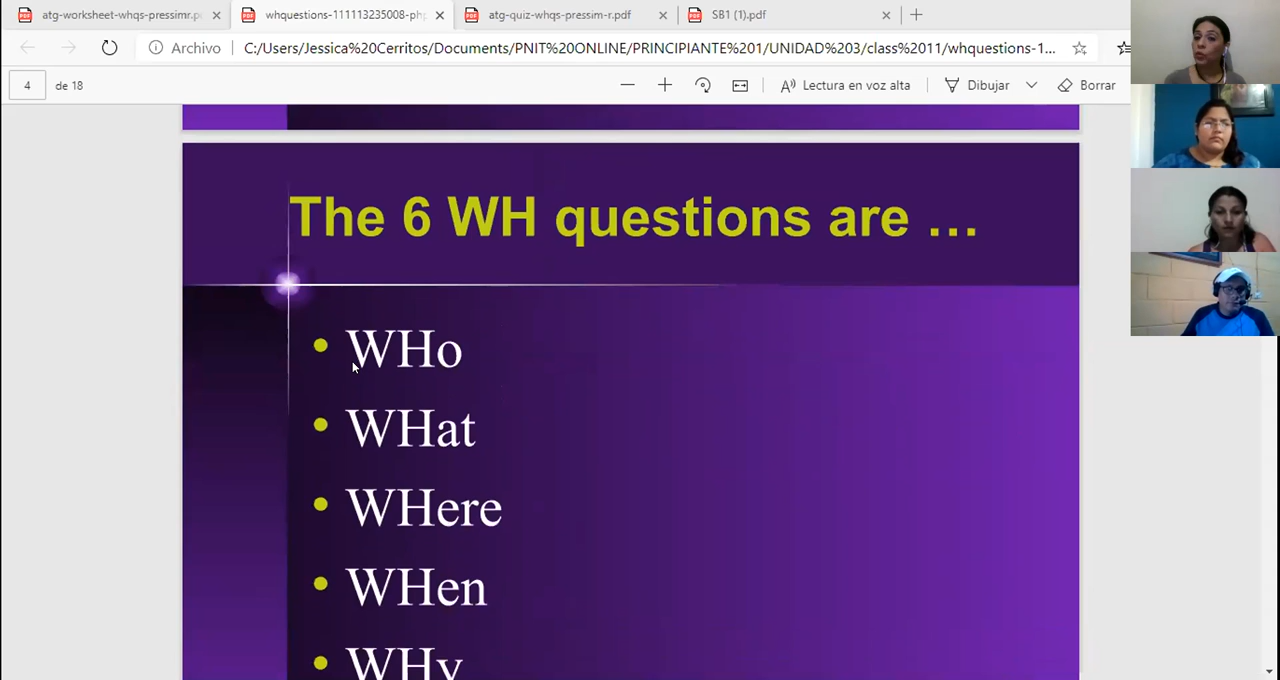 atg-worksheet-whqs-pressimr.p
whquestions-111113235008-php
atg-quiz-whqs-pressim-r.pdf
SB1 (1).pdf
Archivo
C:/Users/Jessica%20Cerritos/Documents/PNIT%20ONLINE/PRINCIPIANTE%201/UNIDAD%203/class%2011/whquestions-1...
4
de 18
Lectura en voz alta
Dibujar
Borrar
The 6 WH questions are ...
• WHo
• WHat
• WHere
• WHen
• WHy